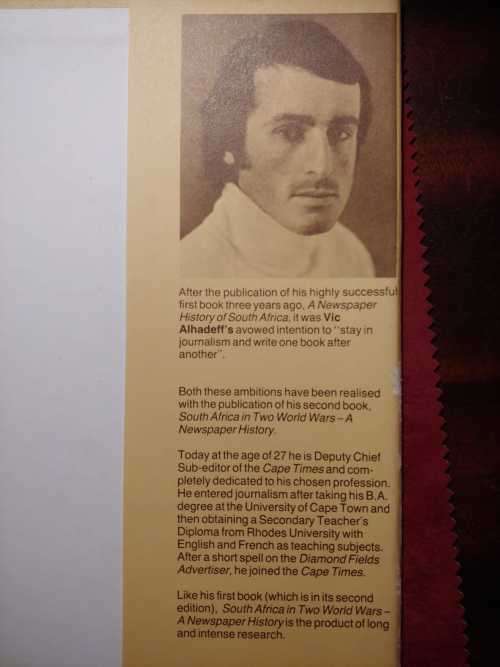 After the publication of his highly successful
first book three years ago, A Newspaper
History of South Africa, it was Vic
Alhadeff's avowed intention to "stay in
journalism and write one book after
another".
Both these ambitions have been realised
with the publication of his second book,
South Africa in Two World Wars – A
Newspaper History.
Today at the age of 27 he is Deputy Chief
Sub-editor of the Cape Times and com-
pletely dedicated to his chosen profession.
He entered journalism after taking his B.A.
degree at the University of Cape Town and
then obtaining a Secondary Teacher's
Diploma from Rhodes University with
English and French as teaching subjects.
After a short spell on the Diamond Fields
Advertiser, he joined the Cape Times.
Like his first book (which is in its second
edition), South Africa in Two World Wars –
A Newspaper History is the product of long
and intense research.